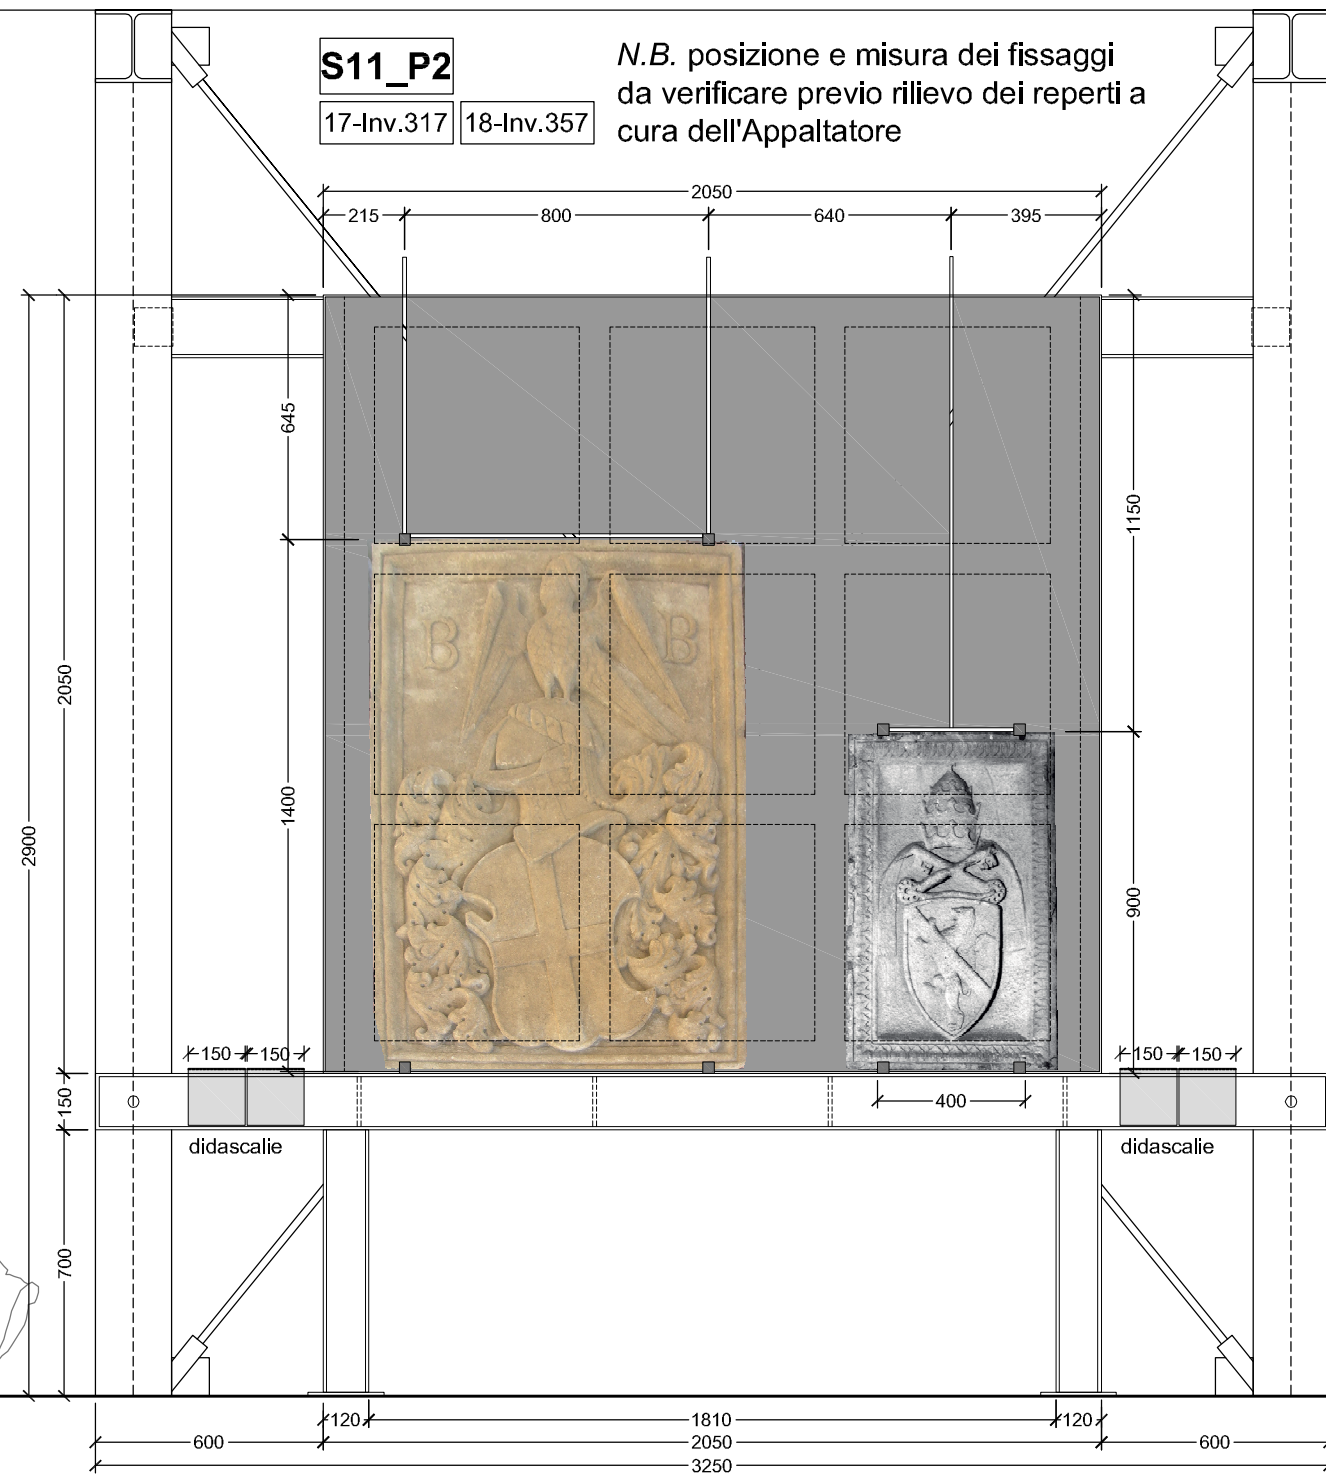 S11_P2
17-Inv.317 18-Inv.357
N.B. posizione e misura dei fissaggi
da verificare previo rilievo dei reperti a
cura dell'Appaltatore
2050
215 800 640 395
645
1150
2050
2900
1400
900
B B
150 150
150 150
150
400
didascalie
didascalie
700
120 1810 120
600 2050 600
3250